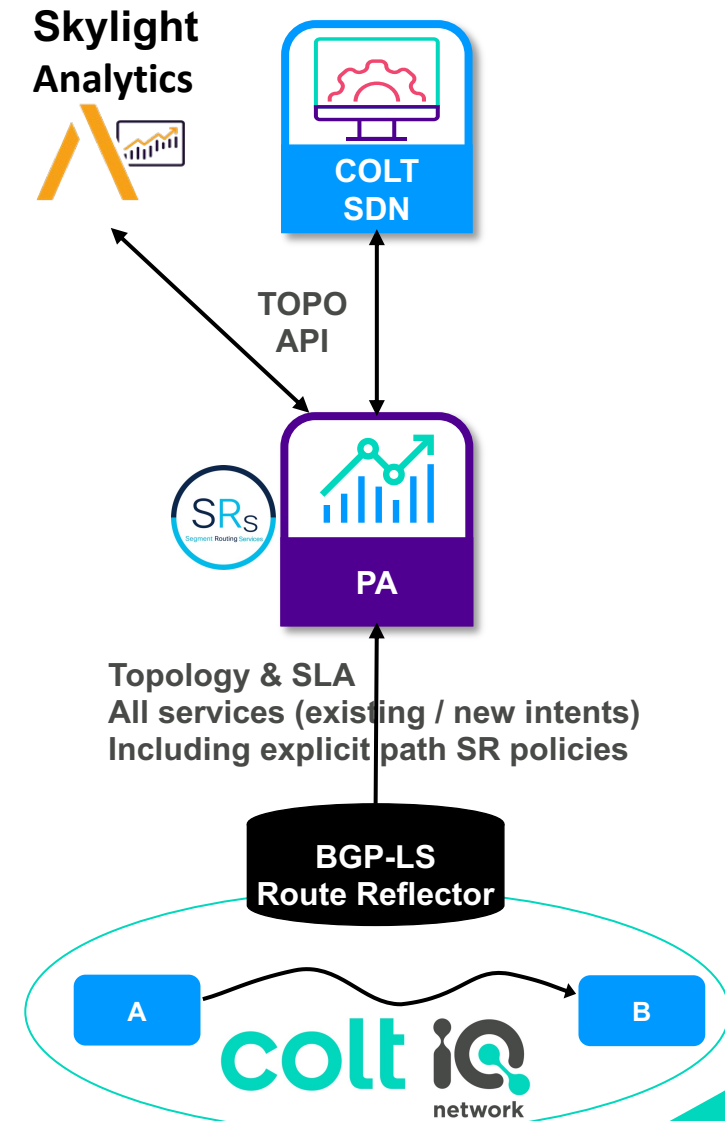 Skylight
Analytics
COLT
SDN
TOPO
API
SRs
Segment Routing Services
PA
Topology & SLA
All services (existing / new intents)
Including explicit path SR policies
BGP-LS
Route Reflector
A
B
colt iQ
network